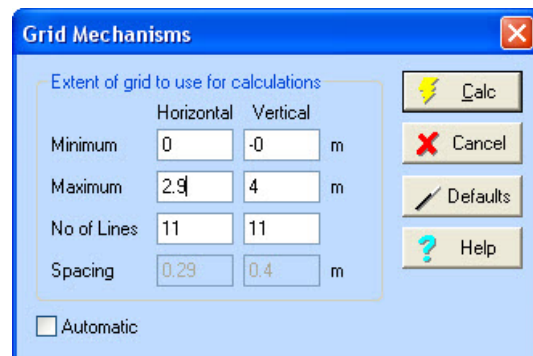 Grid Mechanisms
Extent of grid to use for calculations
Horizontal Vertical
Minimum 0 -0 m
Maximum 2.9 4 m
No of Lines 11 11
Spacing 0.29 0.4 m
Automatic
Calc
Cancel
Defaults
? Help